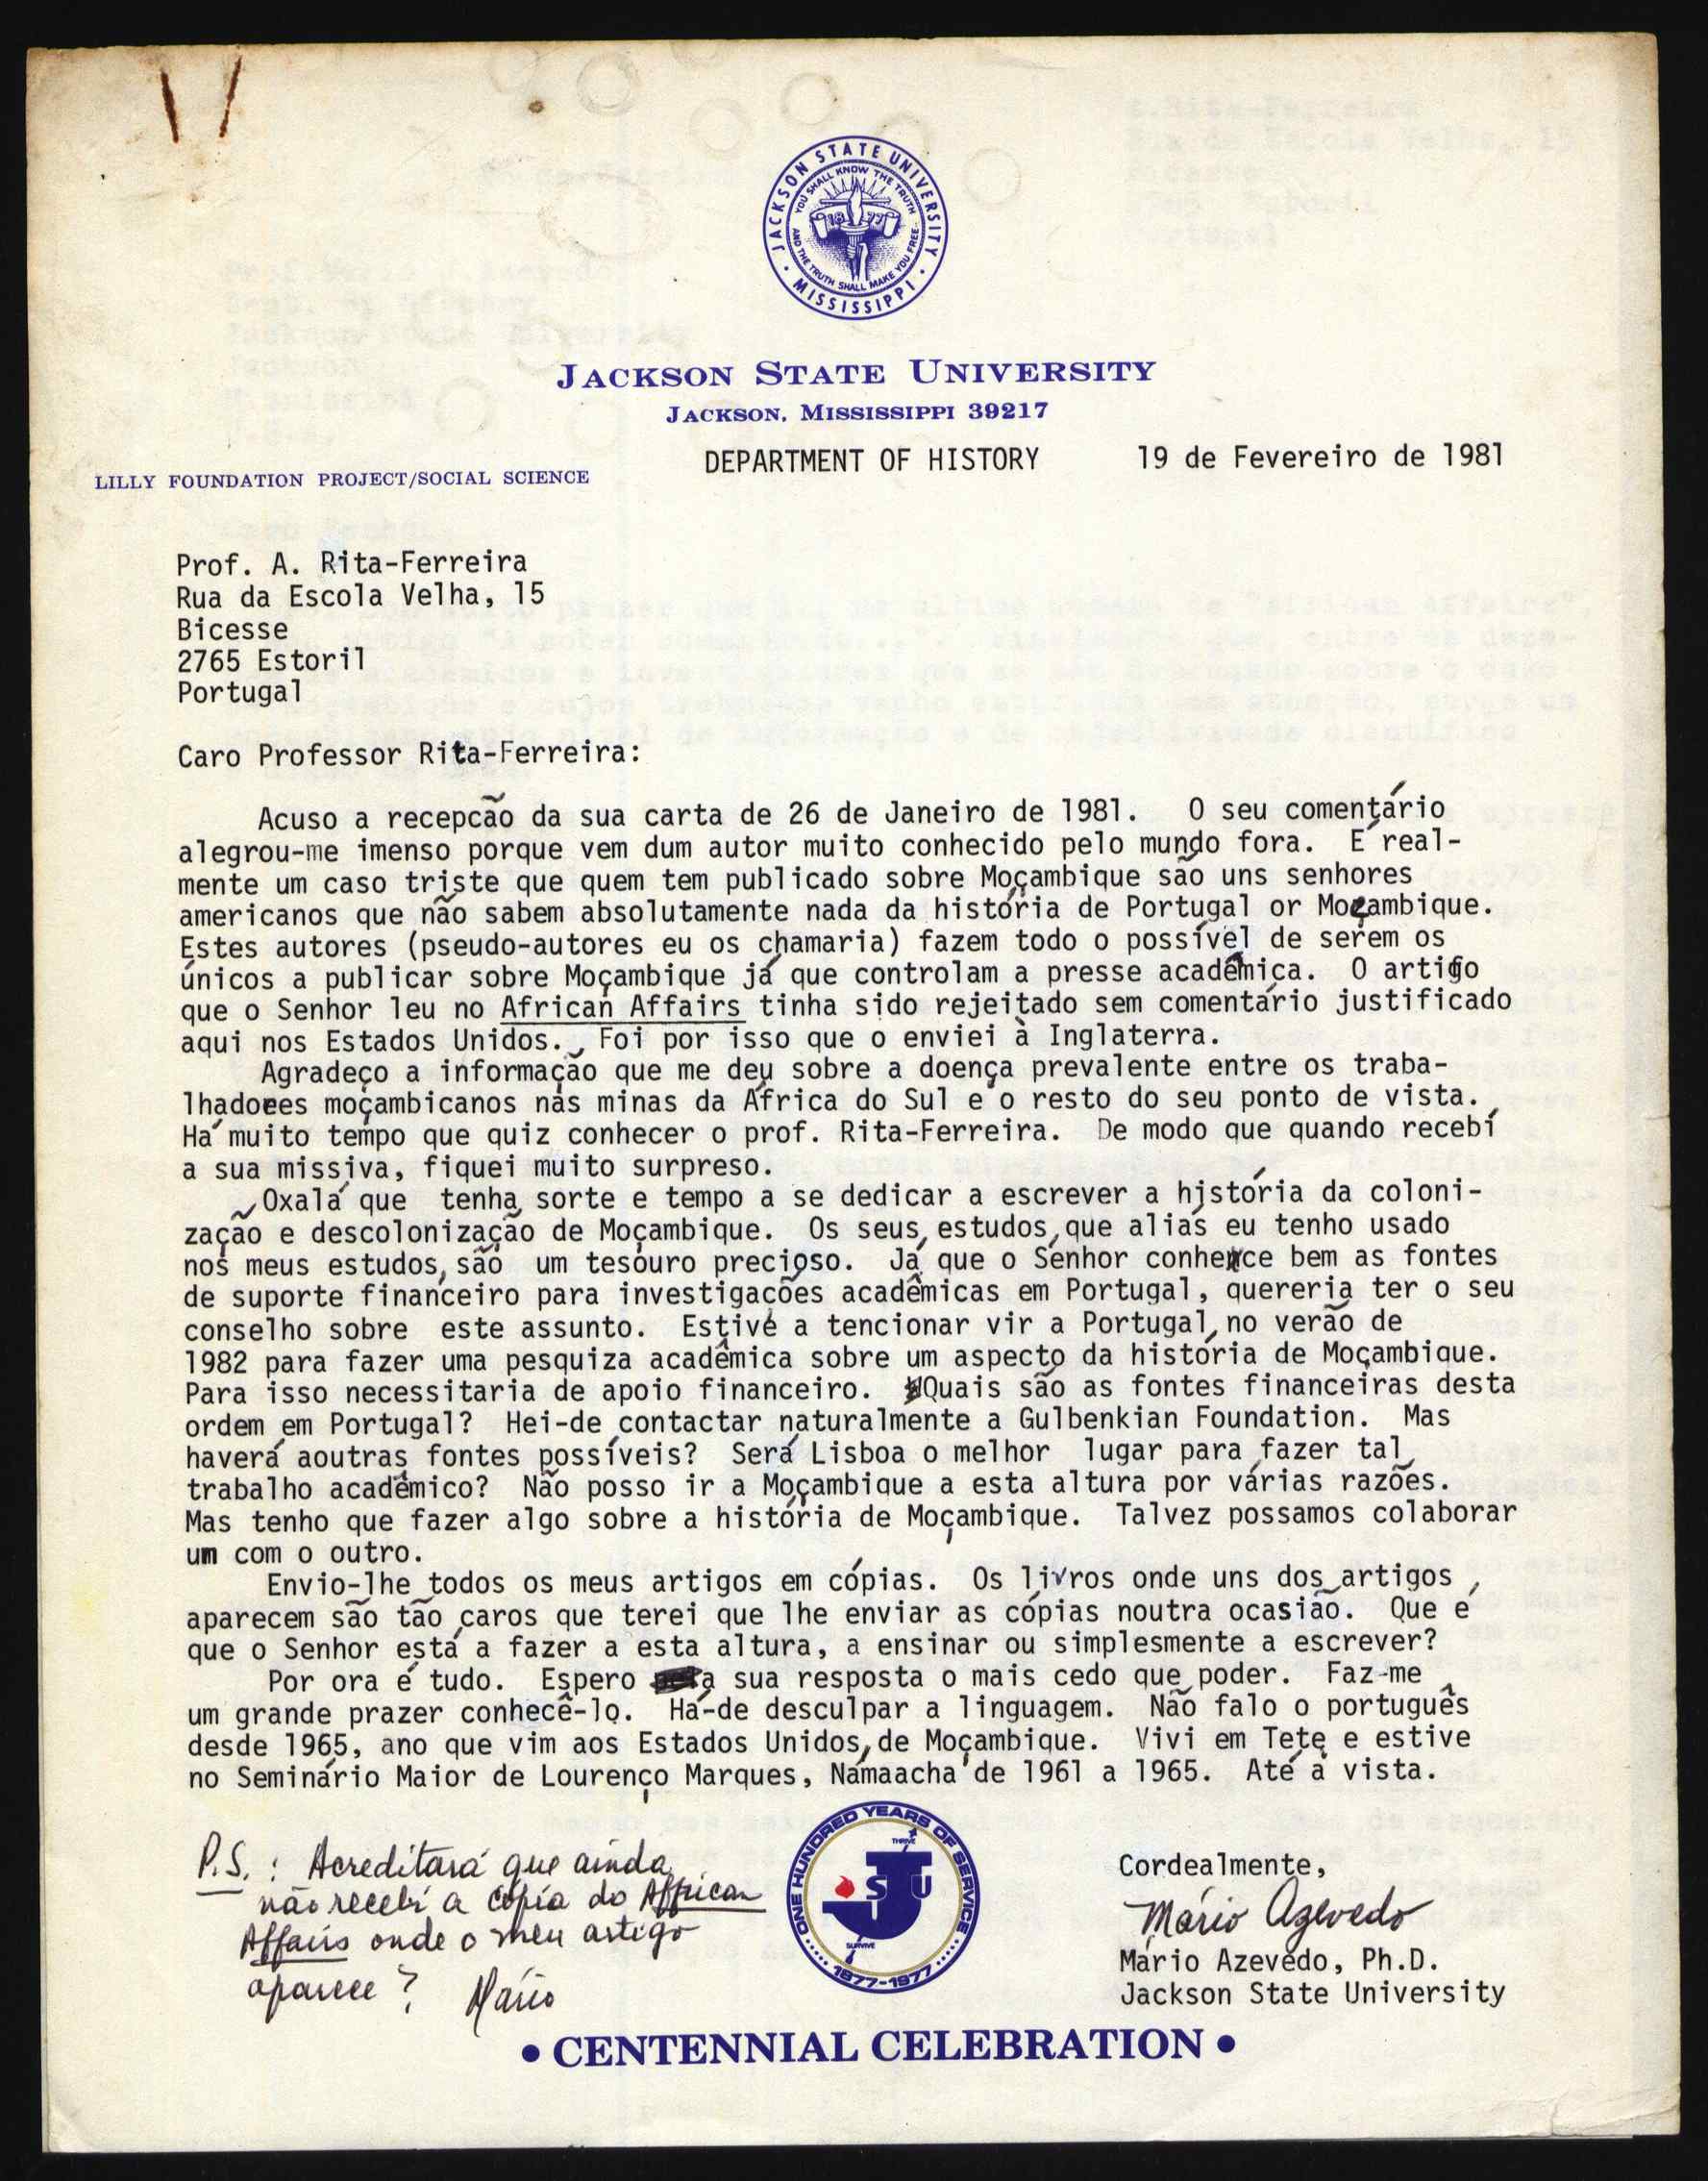 JACKSON STATE UNIVERSITY
YOU SHALL KNOW THE TRUTH
AND THE TRUTH SHALL MAKE YOU FREE
1877
MISSISSIPPI
JACKSON STATE UNIVERSITY
JACKSON, MISSISSIPPI 39217
DEPARTMENT OF HISTORY 19 de Fevereiro de 1981
LILLY FOUNDATION PROJECT/SOCIAL SCIENCE
Prof. A. Rita-Ferreira
Rua da Escola Velha, 15
Bicesse
2765 Estoril
Portugal
Caro Professor Rita-Ferreira:
Acuso a recepcão da sua carta de 26 de Janeiro de 1981. O seu comentário
alegrou-me imenso porque vem dum autor muito conhecido pelo mundo fora. É real-
mente um caso triste que quem tem publicado sobre Moçambique são uns senhores
americanos que não sabem absolutamente nada da história de Portugal or Moçambique.
Estes autores (pseudo-autores eu os chamaria) fazem todo o possível de serem os
únicos a publicar sobre Moçambique já que controlam a presse acadêmica. O artigo
que o Senhor leu no African Affairs tinha sido rejeitado sem comentário justificado
aqui nos Estados Unidos. Foi por isso que o enviei à Inglaterra.
Agradeço a informação que me deu sobre a doença prevalente entre os traba-
lhadores moçambicanos nas minas da África do Sul e o resto do seu ponto de vista.
Há muito tempo que quiz conhecer o prof. Rita-Ferreira. De modo que quando recebí
a sua missiva, fiquei muito surpreso.
Oxalá que tenha sorte e tempo a se dedicar a escrever a história da coloni-
zação e descolonização de Moçambique. Os seus estudos, que aliás eu tenho usado
nos meus estudos, são um tesouro precioso. Já que o Senhor conhece bem as fontes
de suporte financeiro para investigacões acadêmicas em Portugal, quereria ter o seu
conselho sobre este assunto. Estive a tencionar vir a Portugal, no verão de
1982 para fazer uma pesquiza acadêmica sobre um aspecto da história de Moçambique.
Para isso necessitaria de apoio financeiro. Quais são as fontes financeiras desta
ordem em Portugal? Hei-de contactar naturalmente a Gulbenkian Foundation. Mas
haverá aoutras fontes possíveis? Será Lisboa o melhor lugar para fazer tal
trabalho acadêmico? Não posso ir a Moçambique a esta altura por várias razões.
Mas tenho que fazer algo sobre a história de Moçambique. Talvez possamos colaborar
um com o outro.
Envio-lhe todos os meus artigos em cópias. Os livros onde uns dos artigos
aparecem são tão caros que terei que lhe enviar as cópias noutra ocasião. Que é
que o Senhor está a fazer a esta altura, a ensinar ou simplesmente a escrever?
Por ora é tudo. Espero a sua resposta o mais cedo que poder. Faz-me
um grande prazer conhecê-lo. Há-de desculpar a linguagem. Não falo o português
desde 1965, ano que vim aos Estados Unidos, de Moçambique. Vivi em Tete e estive
no Seminário Maior de Lourenço Marques, Namaacha de 1961 a 1965. Até à vista.
P.S.: Acreditará que ainda
não recebí a cópia do African
Affairs onde o meu artigo
aparece? Mário
ONE HUNDRED YEARS OF SERVICE
THRIVE
JSU
SURVIVE
1877-1977
Cordealmente,
Mário Azevedo
Mário Azevedo, Ph.D.
Jackson State University
• CENTENNIAL CELEBRATION •